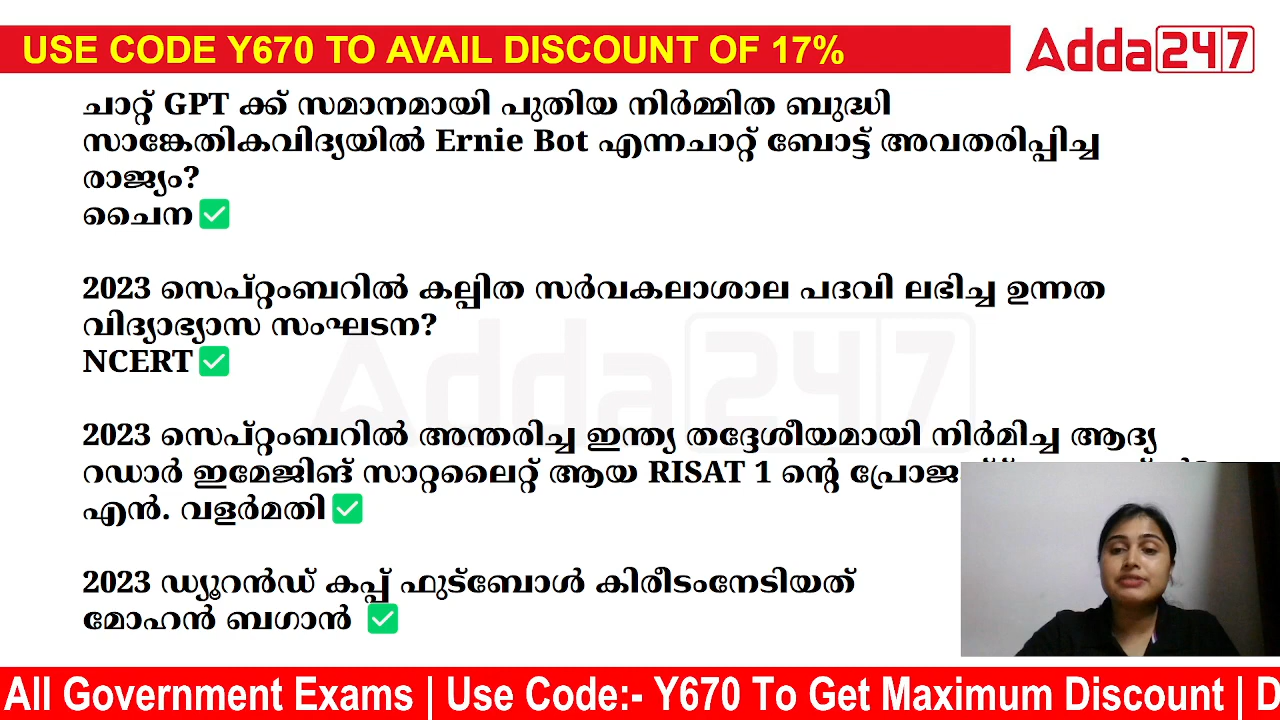 USE CODE Y670 TO AVAIL DISCOUNT OF 17%
Adda247
ചാറ്റ് GPT ക്ക് സമാനമായി പുതിയ നിർമ്മിത ബുദ്ധി
സാങ്കേതികവിദ്യയിൽ Ernie Bot എന്നചാറ്റ് ബോട്ട് അവതരിപ്പിച്ച
രാജ്യം?
ചൈന ✅
2023 സെപ്റ്റംബറിൽ കല്പിത സർവകലാശാല പദവി ലഭിച്ച ഉന്നത
വിദ്യാഭ്യാസ സംഘടന?
NCERT ✅
2023 സെപ്റ്റംബറിൽ അന്തരിച്ച ഇന്ത്യ തദ്ദേശീയമായി നിർമിച്ച ആദ്യ
റഡാർ ഇമേജിങ് സാറ്റലൈറ്റ് ആയ RISAT 1 ന്റെ
എൻ. വളർമതി ✅
2023 ഡ്യൂറൻഡ് കപ്പ് ഫുട്ബോൾ കിരീടംനേടിയത്
മോഹൻ ബഗാൻ ✅
All Government Exams | Use Code:- Y670 To Get Maximum Discount | D